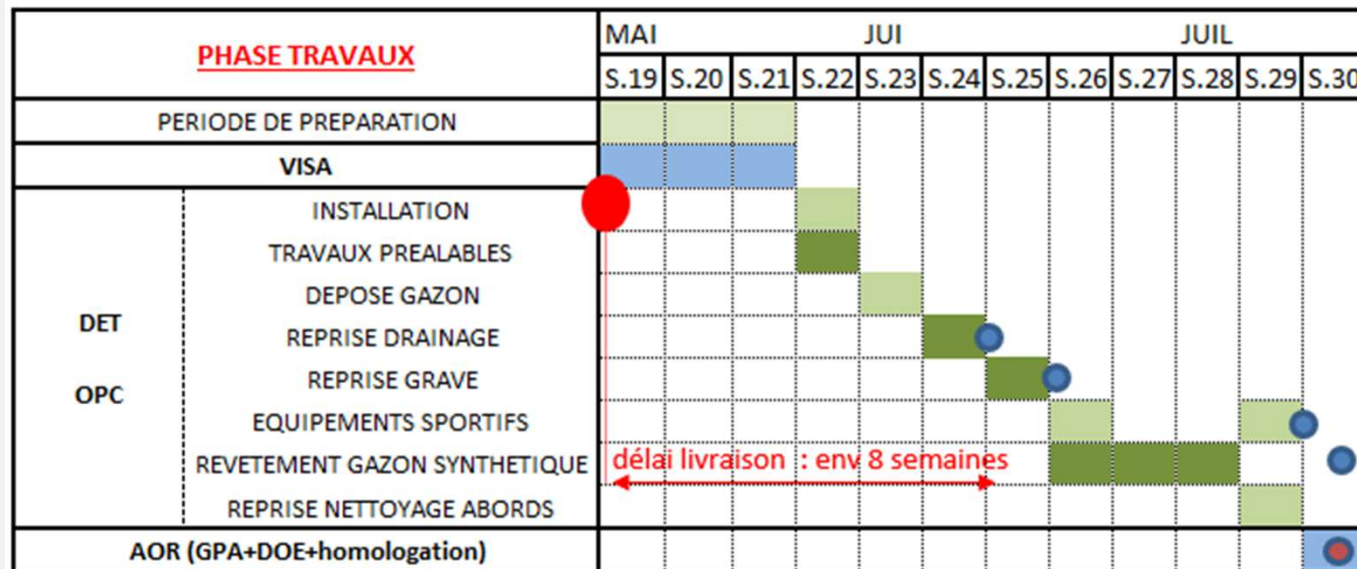 PHASE TRAVAUX
MAI JUI JUIL
S.19 S.20 S.21 S.22 S.23 S.24 S.25 S.26 S.27 S.28 S.29 S.30
PERIODE DE PREPARATION
VISA
DET
OPC
INSTALLATION
TRAVAUX PREALABLES
DEPOSE GAZON
REPRISE DRAINAGE
REPRISE GRAVE
EQUIPEMENTS SPORTIFS
REVETEMENT GAZON SYNTHETIQUE délai livraison : env 8 semaines
REPRISE NETTOYAGE ABORDS
AOR (GPA+DOE+homologation)